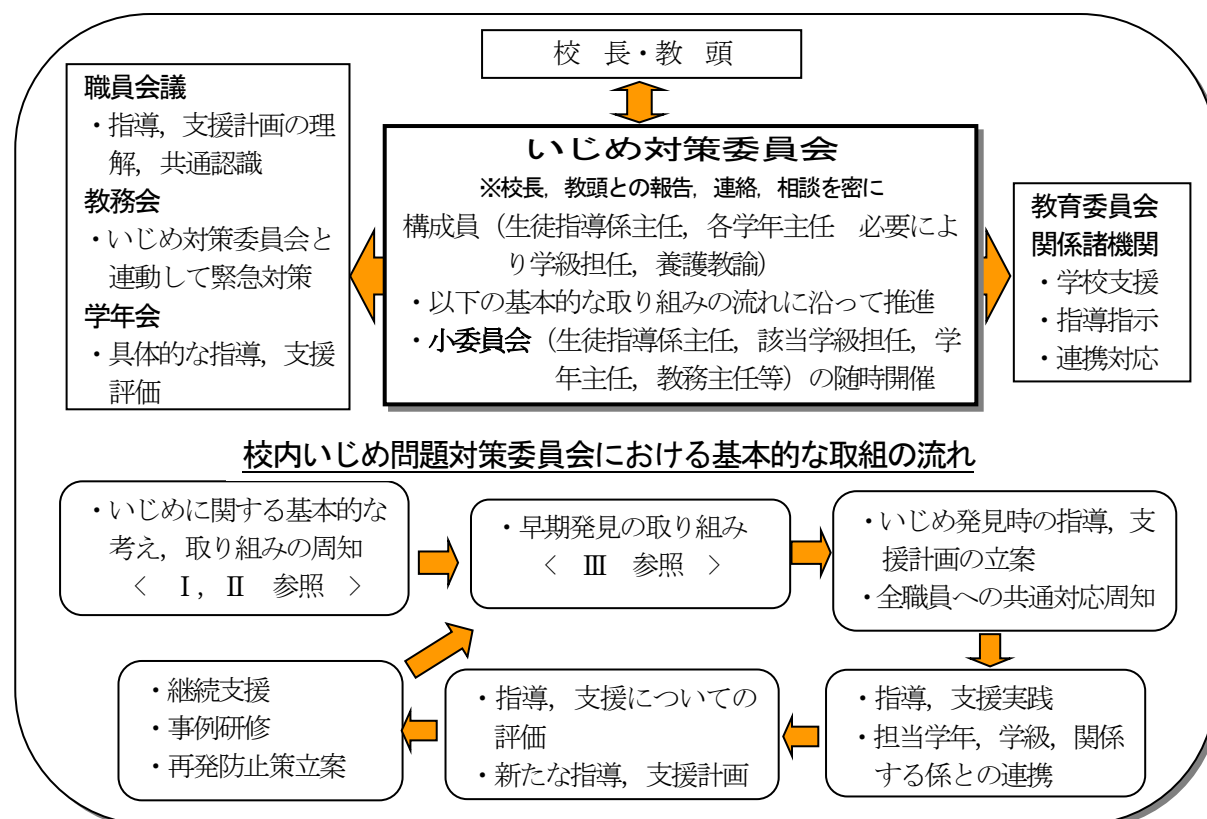 校　長・教　頭
職員会議
・指導，支援計画の理
解，共通認識
教務会
・いじめ対策委員会と
連動して緊急対策
学年会
・具体的な指導，支援
評価
いじめ対策委員会
※校長，教頭との報告，連絡，相談を密に
構成員（生徒指導係主任，各学年主任　必要によ
り学級担任，養護教諭）
・以下の基本的な取り組みの流れに沿って推進
・小委員会（生徒指導係主任，該当学級担任，学
年主任，教務主任等）の随時開催
教育委員会
関係諸機関
・学校支援
・指導指示
・連携対応
校内いじめ問題対策委員会における基本的な取組の流れ
・いじめに関する基本的な
考え，取り組みの周知
＜　Ⅰ，Ⅱ　参照　＞
・早期発見の取り組み
＜　Ⅲ　参照　＞
・いじめ発見時の指導，支
援計画の立案
・全職員への共通対応周知
・継続支援
・事例研修
・再発防止策立案
・指導，支援についての
評価
・新たな指導，支援計画
・指導，支援実践
・担当学年，学級，関係
する係との連携